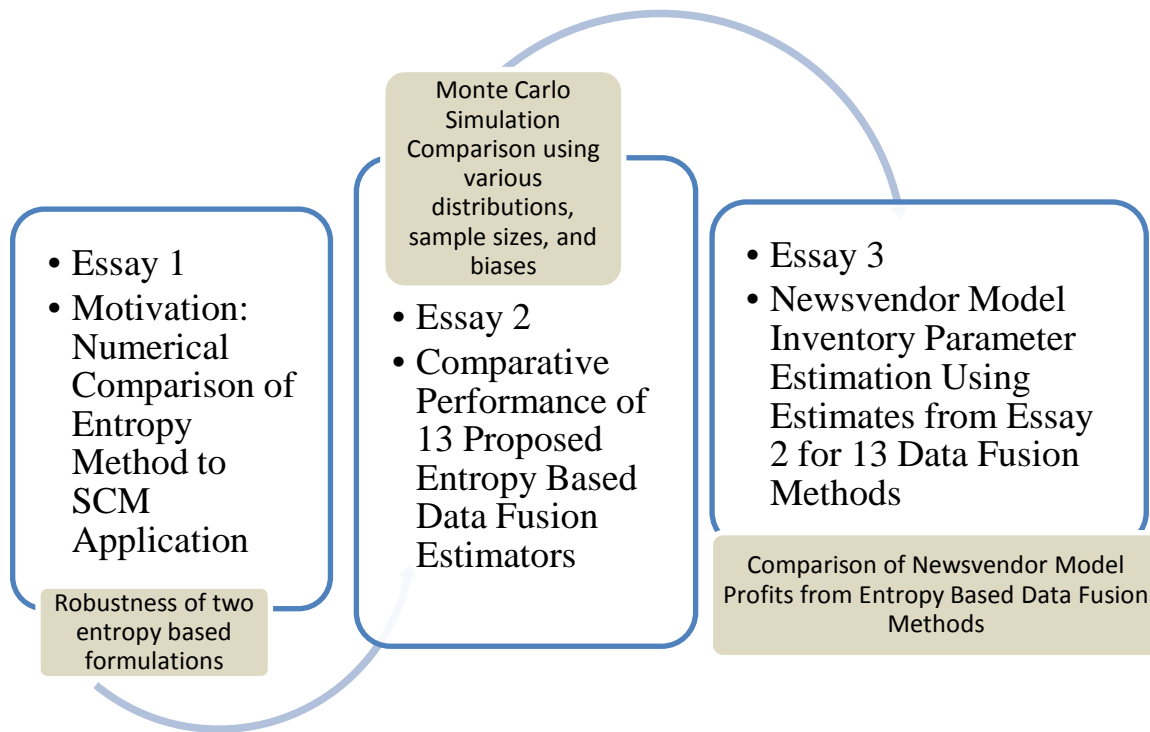 • Essay 1
• Motivation:
Numerical
Comparison of
Entropy
Method to
SCM
Application
Robustness of two
entropy based
formulations
Monte Carlo
Simulation
Comparison using
various
distributions,
sample sizes, and
biases
• Essay 2
• Comparative
Performance of
13 Proposed
Entropy Based
Data Fusion
Estimators
• Essay 3
• Newsvendor Model
Inventory Parameter
Estimation Using
Estimates from Essay
2 for 13 Data Fusion
Methods
Comparison of Newsvendor Model
Profits from Entropy Based Data Fusion
Methods